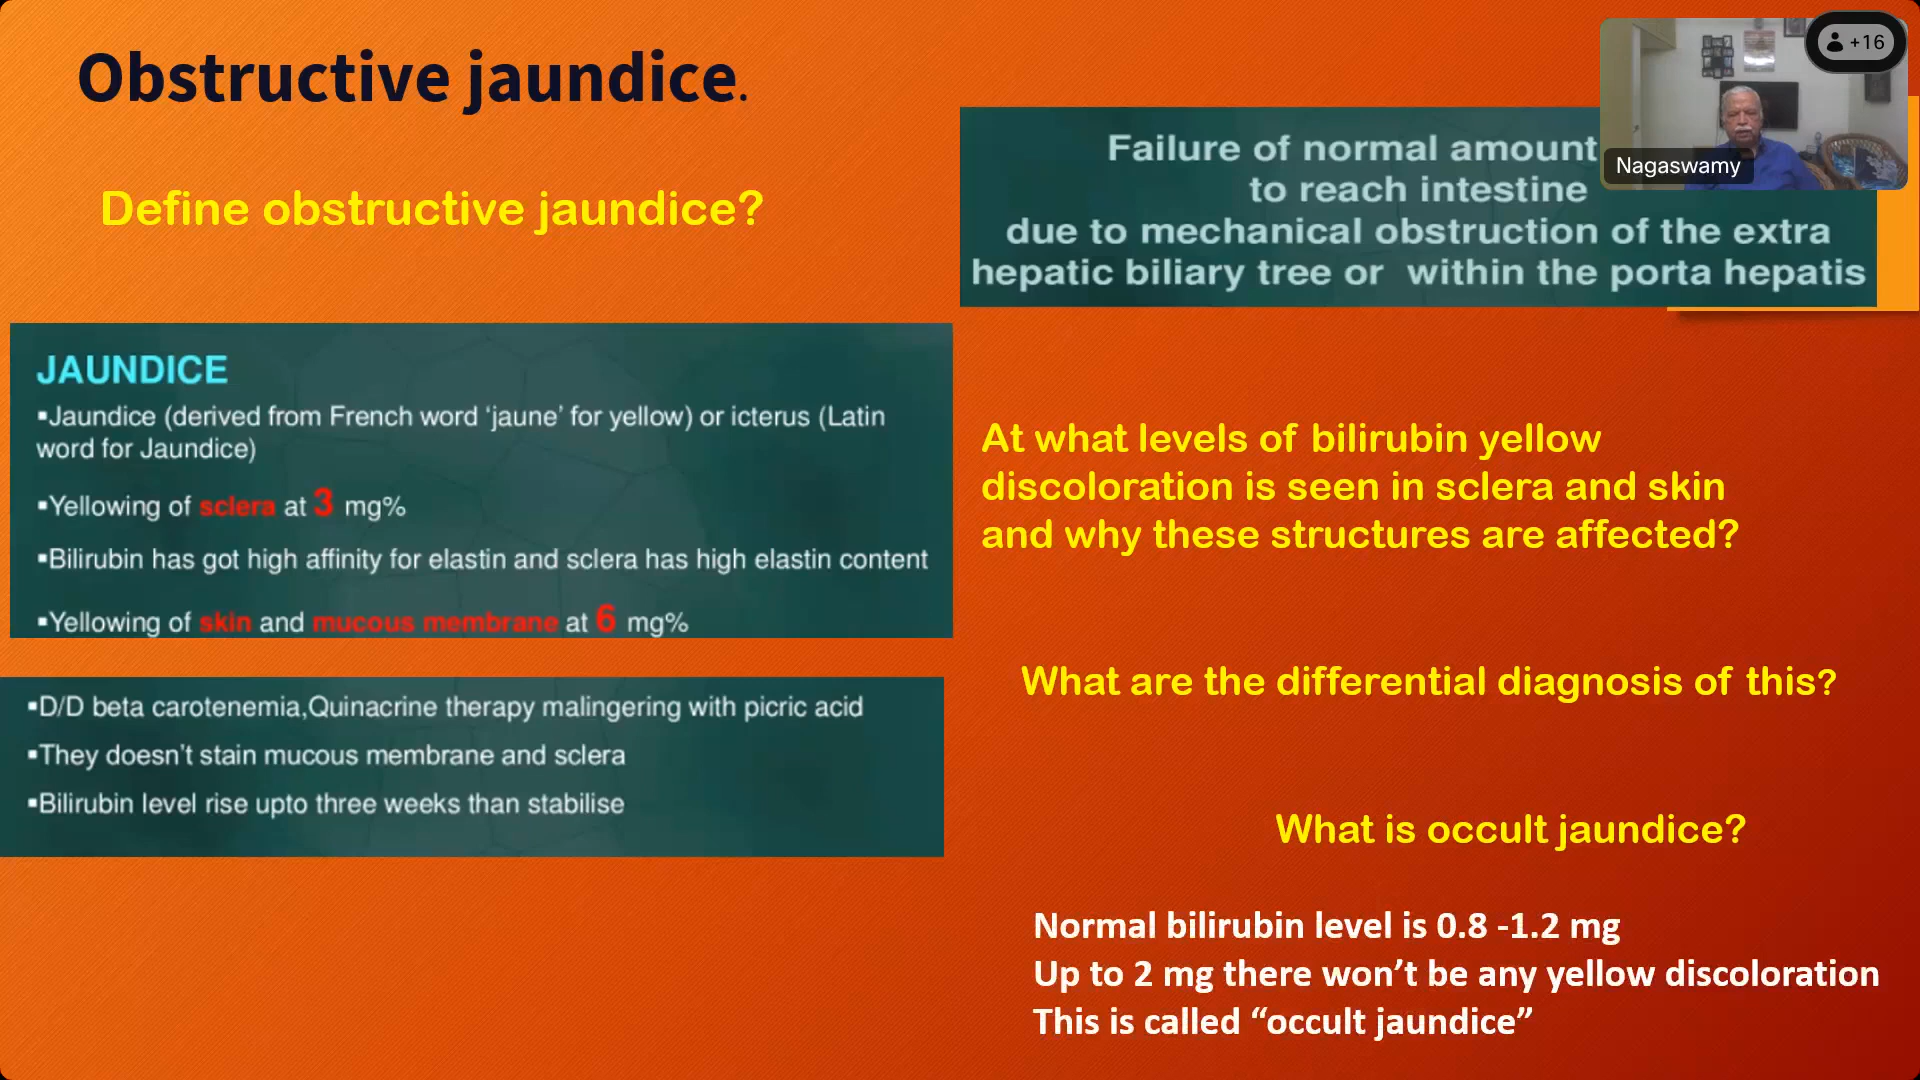 Obstructive jaundice.
+16
Nagaswamy
Define obstructive jaundice?
Failure of normal amount
to reach intestine
due to mechanical obstruction of the extra
hepatic biliary tree or within the porta hepatis
JAUNDICE
▪Jaundice (derived from French word ‘jaune’ for yellow) or icterus (Latin
word for Jaundice)
▪Yellowing of sclera at 3 mg%
▪Bilirubin has got high affinity for elastin and sclera has high elastin content
▪Yellowing of skin and mucous membrane at 6 mg%
At what levels of bilirubin yellow
discoloration is seen in sclera and skin
and why these structures are affected?
▪D/D beta carotenemia,Quinacrine therapy malingering with picric acid
▪They doesn’t stain mucous membrane and sclera
▪Bilirubin level rise upto three weeks than stabilise
What are the differential diagnosis of this?
What is occult jaundice?
Normal bilirubin level is 0.8 -1.2 mg
Up to 2 mg there won’t be any yellow discoloration
This is called “occult jaundice”